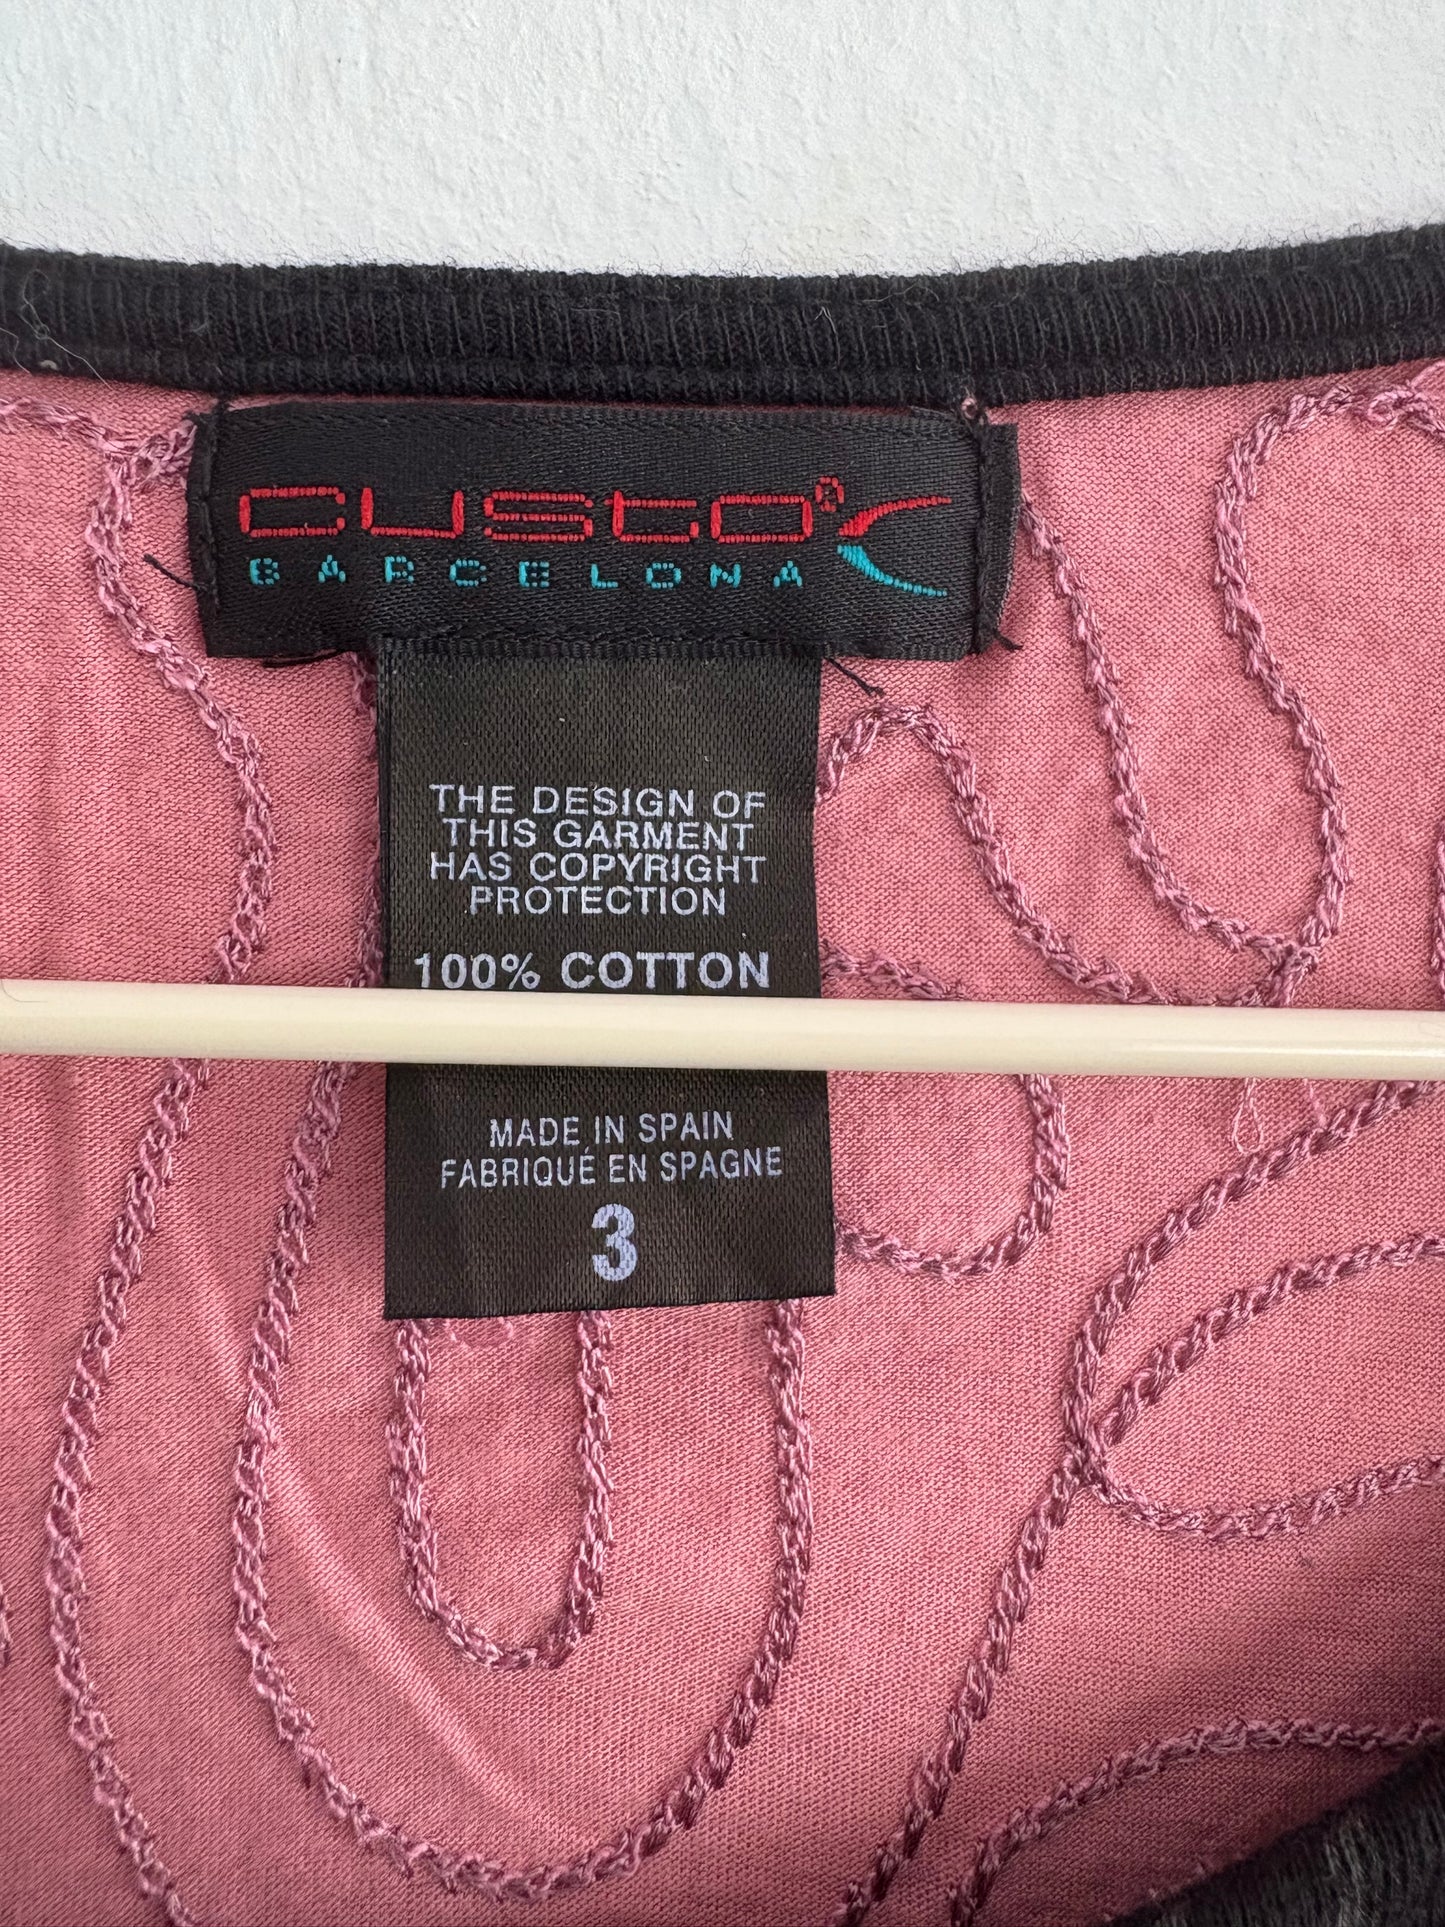 custo®
BARCELONA
THE DESIGN OF
THIS GARMENT
HAS COPYRIGHT
PROTECTION
100% COTTON
MADE IN SPAIN
FABRIQUÉ EN SPAGNE
3